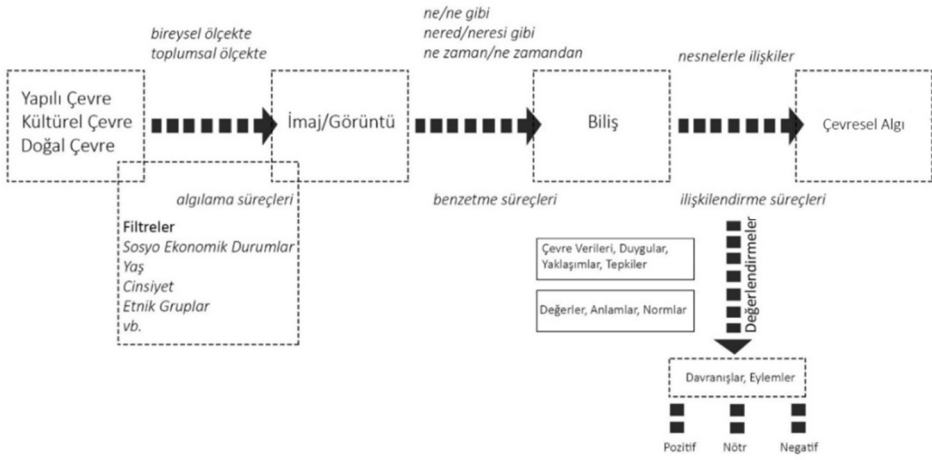 bireysel ölçekte
toplumsal ölçekte
ne/ne gibi
nered/neresi gibi
ne zaman/ne zamandan
nesnelerle ilişkiler
Yapılı Çevre
Kültürel Çevre
Doğal Çevre
İmaj/Görüntü
Biliş
Çevresel Algı
algılama süreçleri
benzetme süreçleri
ilişkilendirme süreçleri
Filtreler
Sosyo Ekonomik Durumlar
Yaş
Cinsiyet
Etnik Gruplar
vb.
Çevre Verileri, Duygular,
Yaklaşımlar, Tepkiler
Değerler, Anlamlar, Normlar
Değerlendirmeler
Davranışlar, Eylemler
Pozitif
Nötr
Negatif